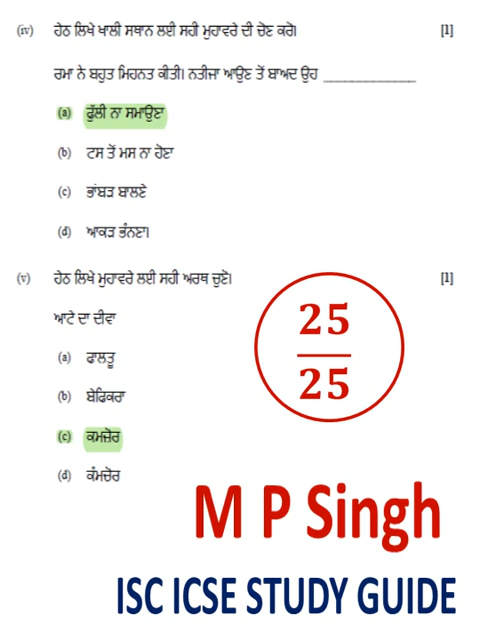 (iv) ਹੇਠ ਲਿਖੇ ਖਾਲੀ ਸਥਾਨ ਲਈ ਸਹੀ ਮੁਹਾਵਰੇ ਦੀ ਚੋਣ ਕਰੋ। [1]
ਰਮਾ ਨੇ ਬਹੁਤ ਮਿਹਨਤ ਕੀਤੀ। ਨਤੀਜਾ ਆਉਣ ਤੋਂ ਬਾਅਦ ਉਹ ______________
(a) ਫੁੱਲੀ ਨਾ ਸਮਾਉਣਾ
(b) ਟਸ ਤੋਂ ਮਸ ਨਾ ਹੋਣਾ
(c) ਭਾਂਬੜ ਬਾਲਣੇ
(d) ਆਕੜ ਭੰਨਣਾ।
(v) ਹੇਠ ਲਿਖੇ ਮੁਹਾਵਰੇ ਲਈ ਸਹੀ ਅਰਥ ਚੁਣੋ। [1]
ਆਟੇ ਦਾ ਦੀਵਾ
(a) ਫਾਲਤੂ
(b) ਬੇਫਿਕਰਾ
(c) ਕਮਜ਼ੋਰ
(d) ਕੰਮਚੋਰ
25
25
M P Singh
ISC ICSE STUDY GUIDE